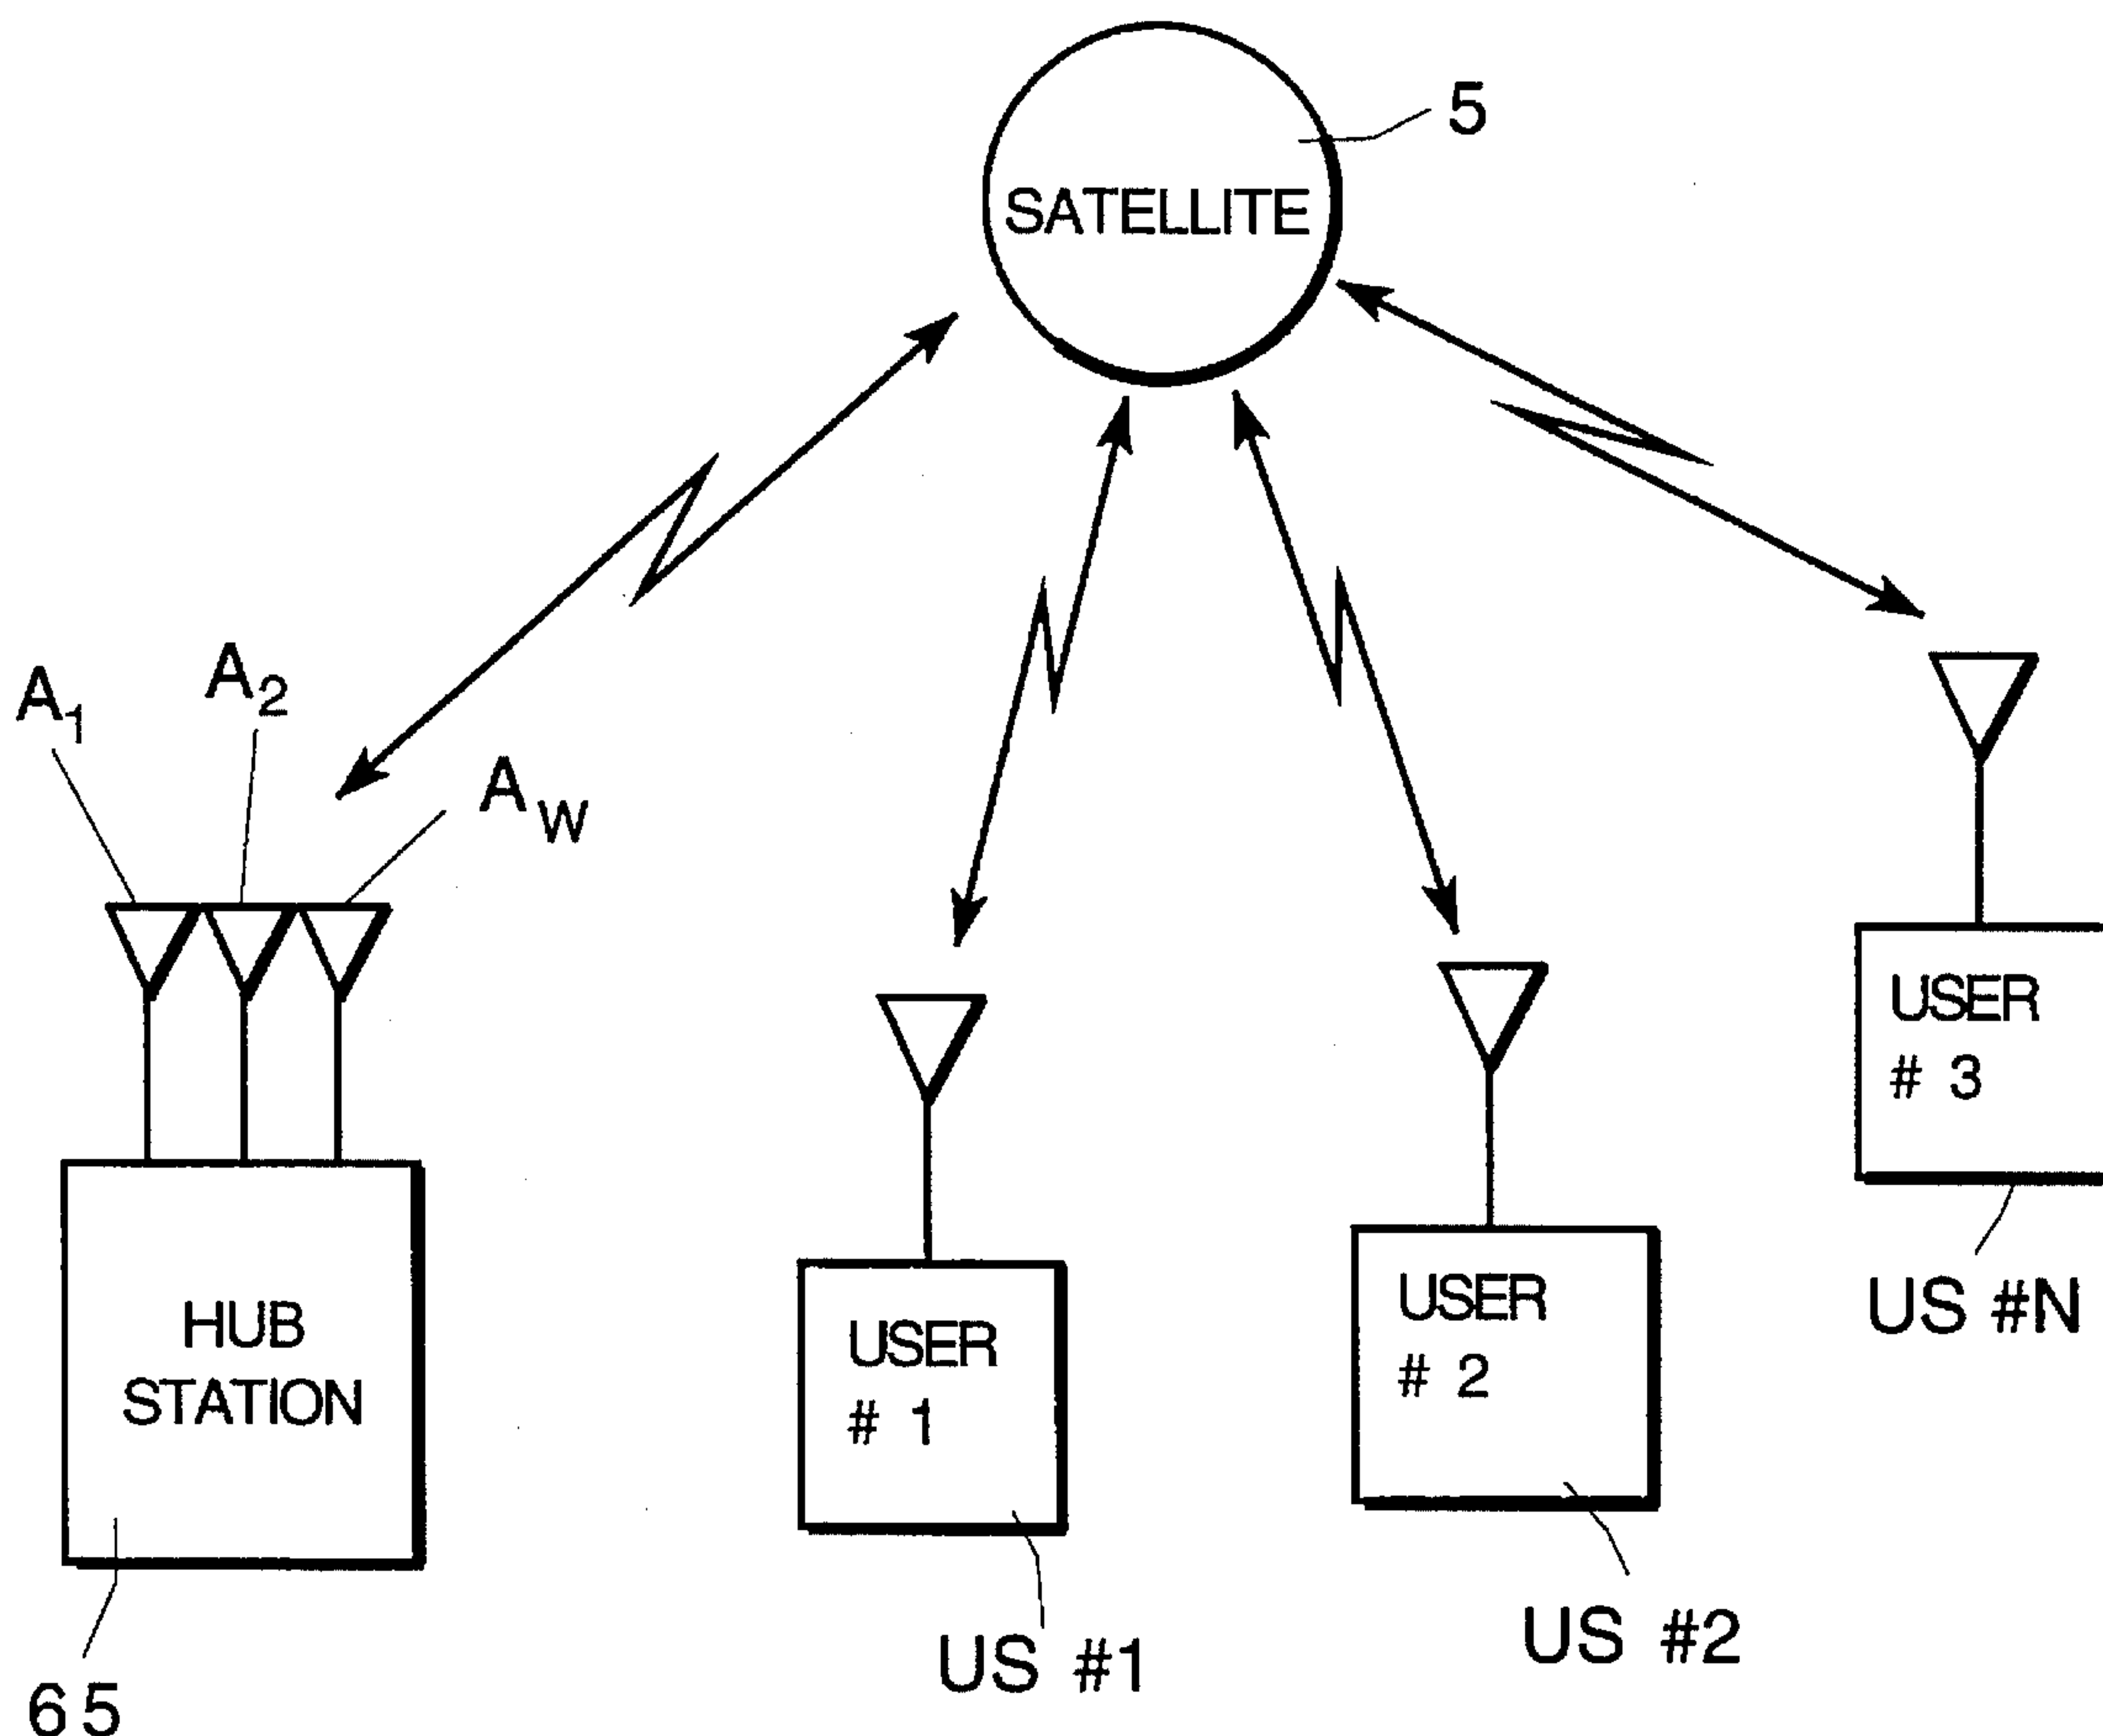 5
SATELLITE
A1
A2
AW
USER
# 3
US #N
HUB
STATION
USER
# 1
USER
# 2
US #1
US #2
65